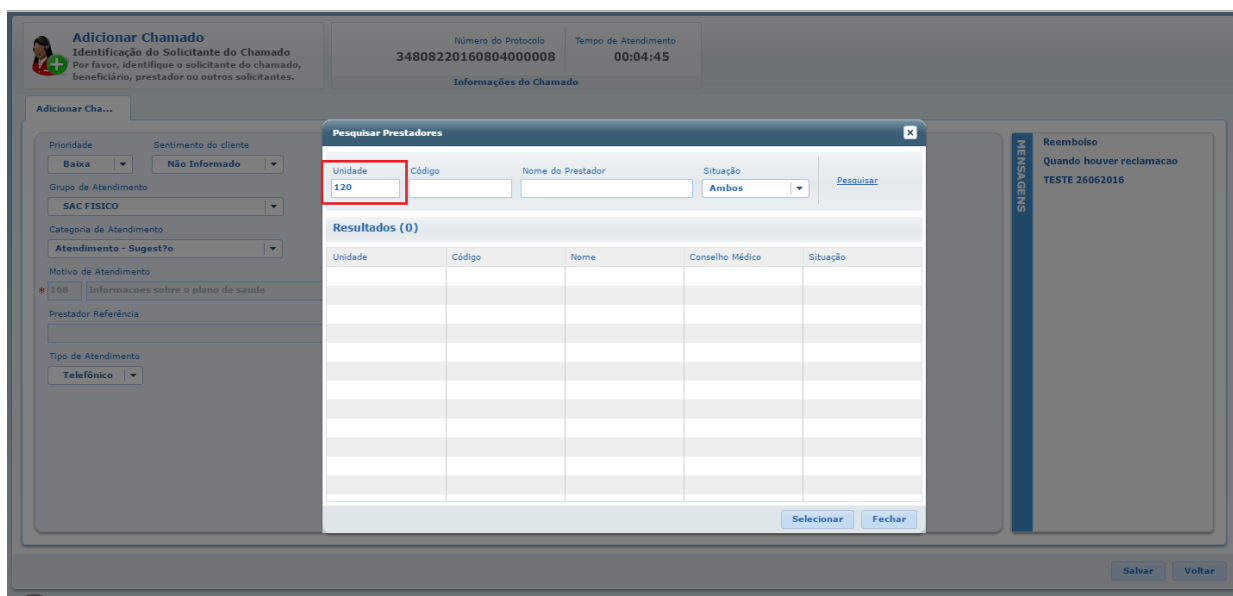 Adicionar Chamado
Identificação do Solicitante do Chamado
Por favor, identifique o solicitante do chamado,
beneficiário, prestador ou outros solicitantes.
Número do Protocolo
34808220160804000008
Tempo de Atendimento
00:04:45
Informações do Chamado
Adicionar Cha...
Prioridade
Sentimento do cliente
Baixa
Não Informado
Grupo de Atendimento
SAC FISICO
Categoria de Atendimento
Atendimento - Sugest?o
Motivo de Atendimento
* 168 Informacoes sobre o plano de saude
Prestador Referência
Tipo de Atendimento
Telefônico
Pesquisar Prestadores
Unidade Código Nome do Prestador Situação
120 Ambos Pesquisar
Resultados (0)
Unidade Código Nome Conselho Médico Situação
Selecionar Fechar
MENSAGENS
Reembolso
Quando houver reclamacao
TESTE 26062016
Salvar Voltar